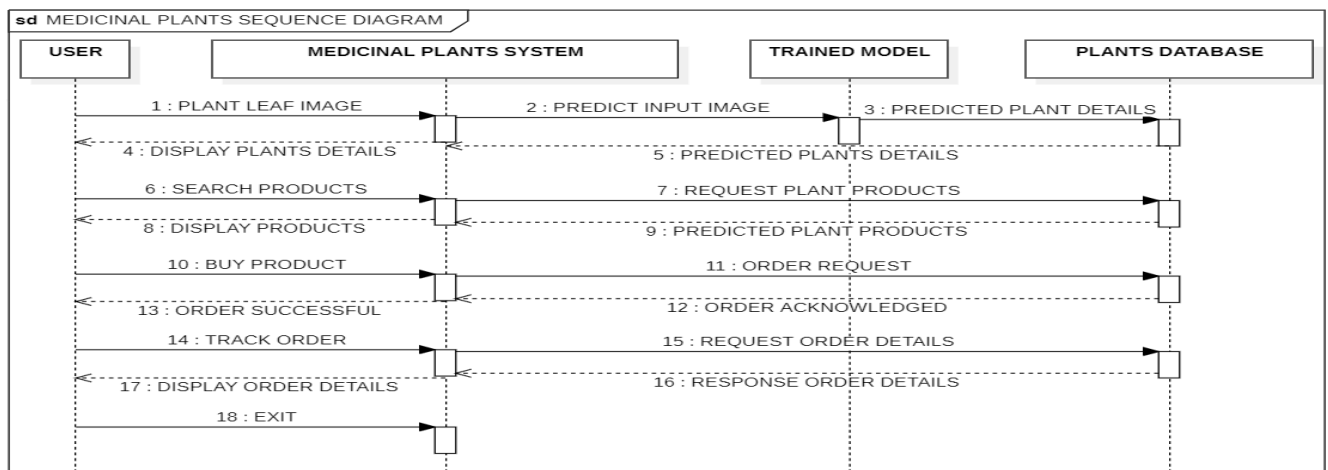 sd MEDICINAL PLANTS SEQUENCE DIAGRAM
USER
MEDICINAL PLANTS SYSTEM
TRAINED MODEL
PLANTS DATABASE
1 : PLANT LEAF IMAGE
2 : PREDICT INPUT IMAGE
3 : PREDICTED PLANT DETAILS
4 : DISPLAY PLANTS DETAILS
5 : PREDICTED PLANTS DETAILS
6 : SEARCH PRODUCTS
7 : REQUEST PLANT PRODUCTS
8 : DISPLAY PRODUCTS
9 : PREDICTED PLANT PRODUCTS
10 : BUY PRODUCT
11 : ORDER REQUEST
13 : ORDER SUCCESSFUL
12 : ORDER ACKNOWLEDGED
14 : TRACK ORDER
15 : REQUEST ORDER DETAILS
17 : DISPLAY ORDER DETAILS
16 : RESPONSE ORDER DETAILS
18 : EXIT